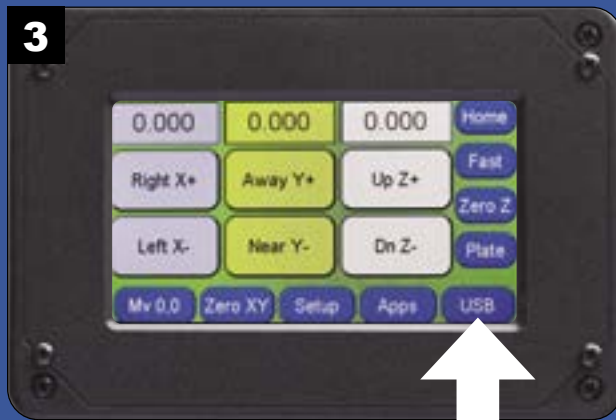 3
0.000 0.000 0.000 Home
Right X+ Away Y+ Up Z+ Fast
Zero Z
Left X- Near Y- Dn Z- Plate
Mv 0,0 Zero XY Setup Apps USB